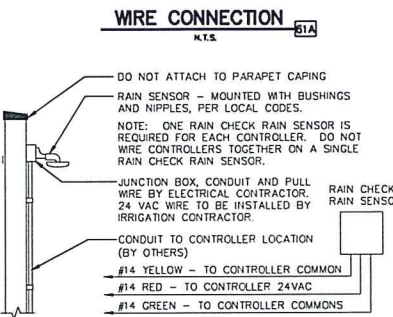 WIRE CONNECTION
N.T.S.
61A
DO NOT ATTACH TO PARAPET CAPING
RAIN SENSOR – MOUNTED WITH BUSHINGS
AND NIPPLES, PER LOCAL CODES.
NOTE: ONE RAIN CHECK RAIN SENSOR IS
REQUIRED FOR EACH CONTROLLER. DO NOT
WIRE CONTROLLERS TOGETHER ON A SINGLE
RAIN CHECK RAIN SENSOR.
JUNCTION BOX, CONDUIT AND PULL
WIRE BY ELECTRICAL CONTRACTOR.
24 VAC WIRE TO BE INSTALLED BY
IRRIGATION CONTRACTOR.
RAIN CHECK
RAIN SENSO
CONDUIT TO CONTROLLER LOCATION
(BY OTHERS)
#14 YELLOW – TO CONTROLLER COMMON
#14 RED – TO CONTROLLER 24VAC
#14 GREEN – TO CONTROLLER COMMONS